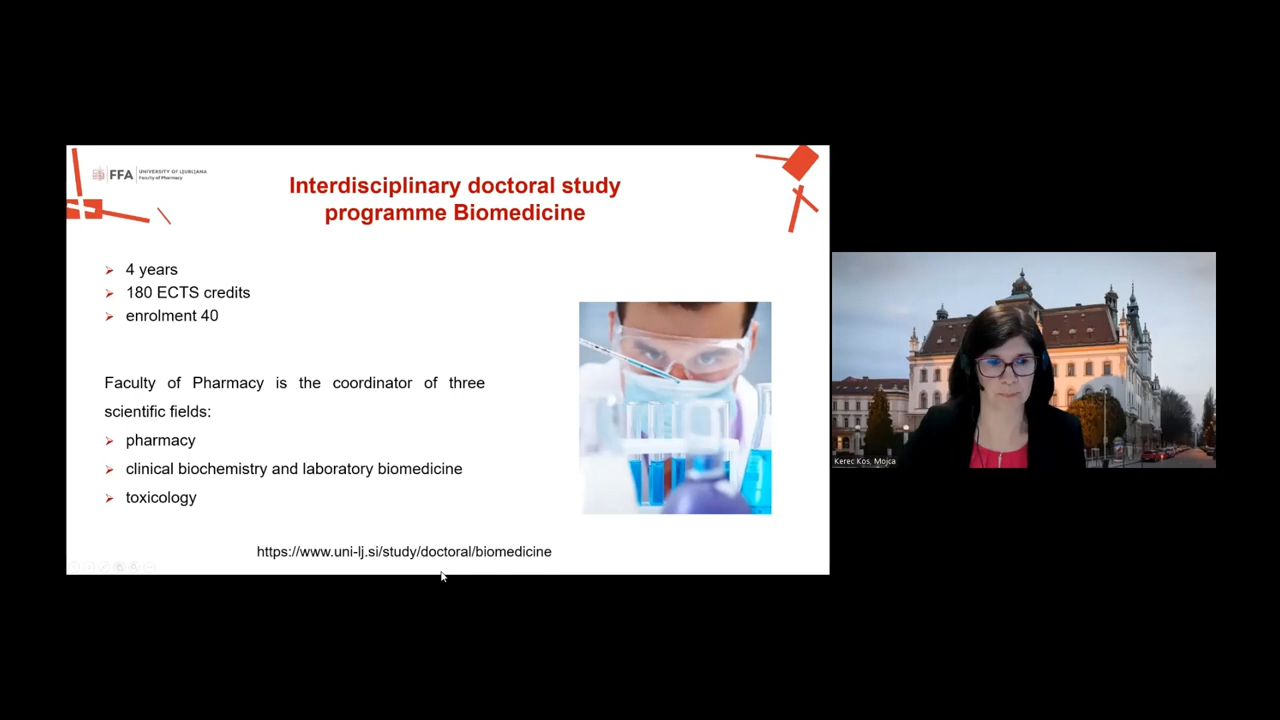 FFA
UNIVERSITY OF LJUBLJANA
Faculty of Pharmacy
Interdisciplinary doctoral study
programme Biomedicine
4 years
180 ECTS credits
enrolment 40
Faculty of Pharmacy is the coordinator of three
scientific fields:
pharmacy
clinical biochemistry and laboratory biomedicine
toxicology
https://www.uni-lj.si/study/doctoral/biomedicine
Kerec Kos, Mojca